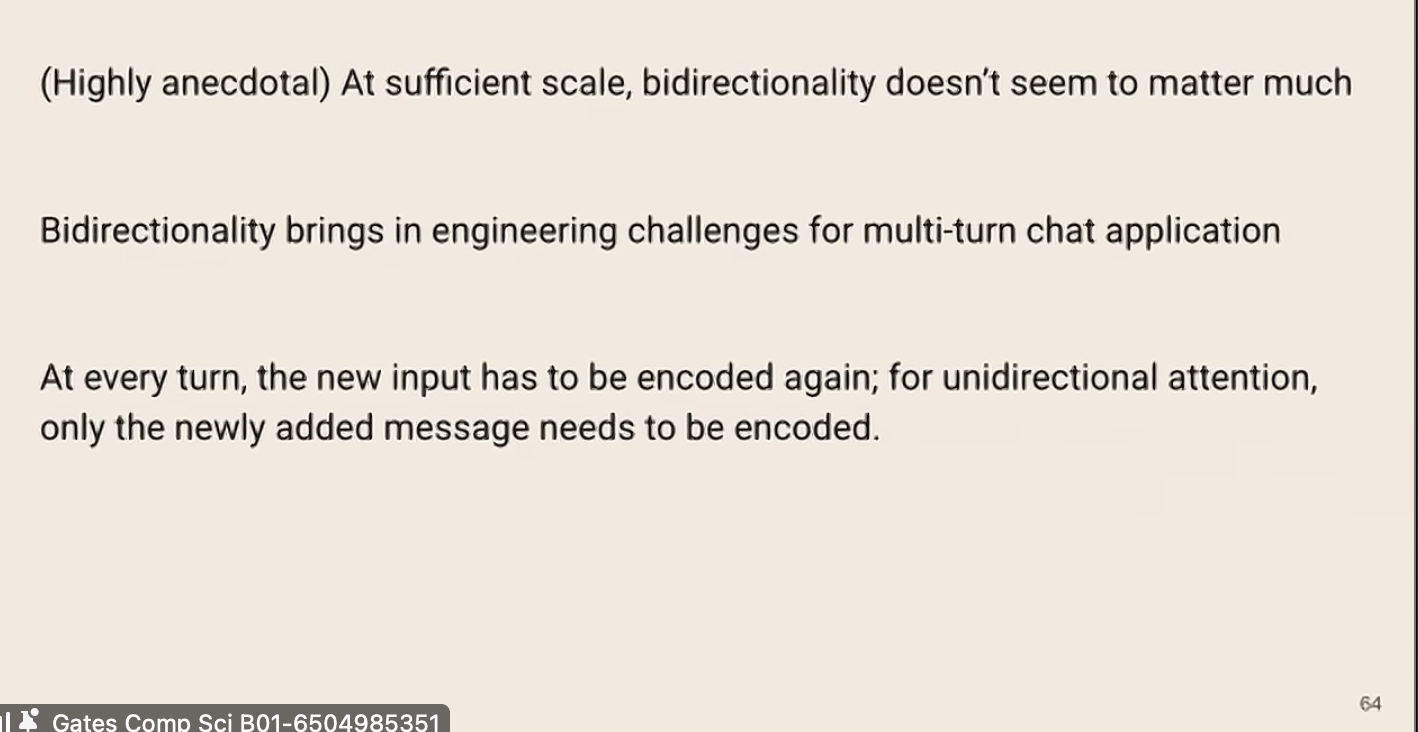 (Highly anecdotal) At sufficient scale, bidirectionality doesn't seem to matter much
Bidirectionality brings in engineering challenges for multi-turn chat application
At every turn, the new input has to be encoded again; for unidirectional attention,
only the newly added message needs to be encoded.
64
Gates Comp Sci B01-6504985351